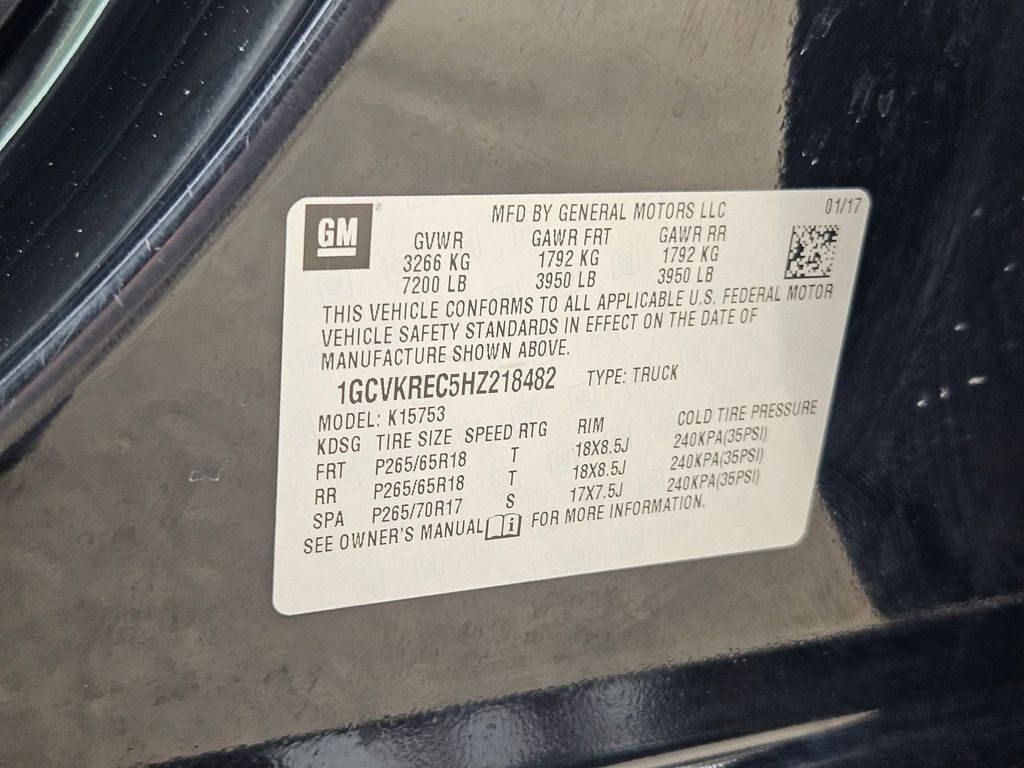 GM
MFD BY GENERAL MOTORS LLC 01/17
GVWR GAWR FRT GAWR RR
3266 KG 1792 KG 1792 KG
7200 LB 3950 LB 3950 LB
THIS VEHICLE CONFORMS TO ALL APPLICABLE U.S. FEDERAL MOTOR
VEHICLE SAFETY STANDARDS IN EFFECT ON THE DATE OF
MANUFACTURE SHOWN ABOVE.
1GCVKREC5HZ218482 TYPE: TRUCK
MODEL: K15753
KDSG TIRE SIZE SPEED RTG RIM COLD TIRE PRESSURE
FRT P265/65R18 T 18X8.5J 240KPA(35PSI)
RR P265/65R18 T 18X8.5J 240KPA(35PSI)
SPA P265/70R17 S 17X7.5J 240KPA(35PSI)
SEE OWNER'S MANUAL FOR MORE INFORMATION.